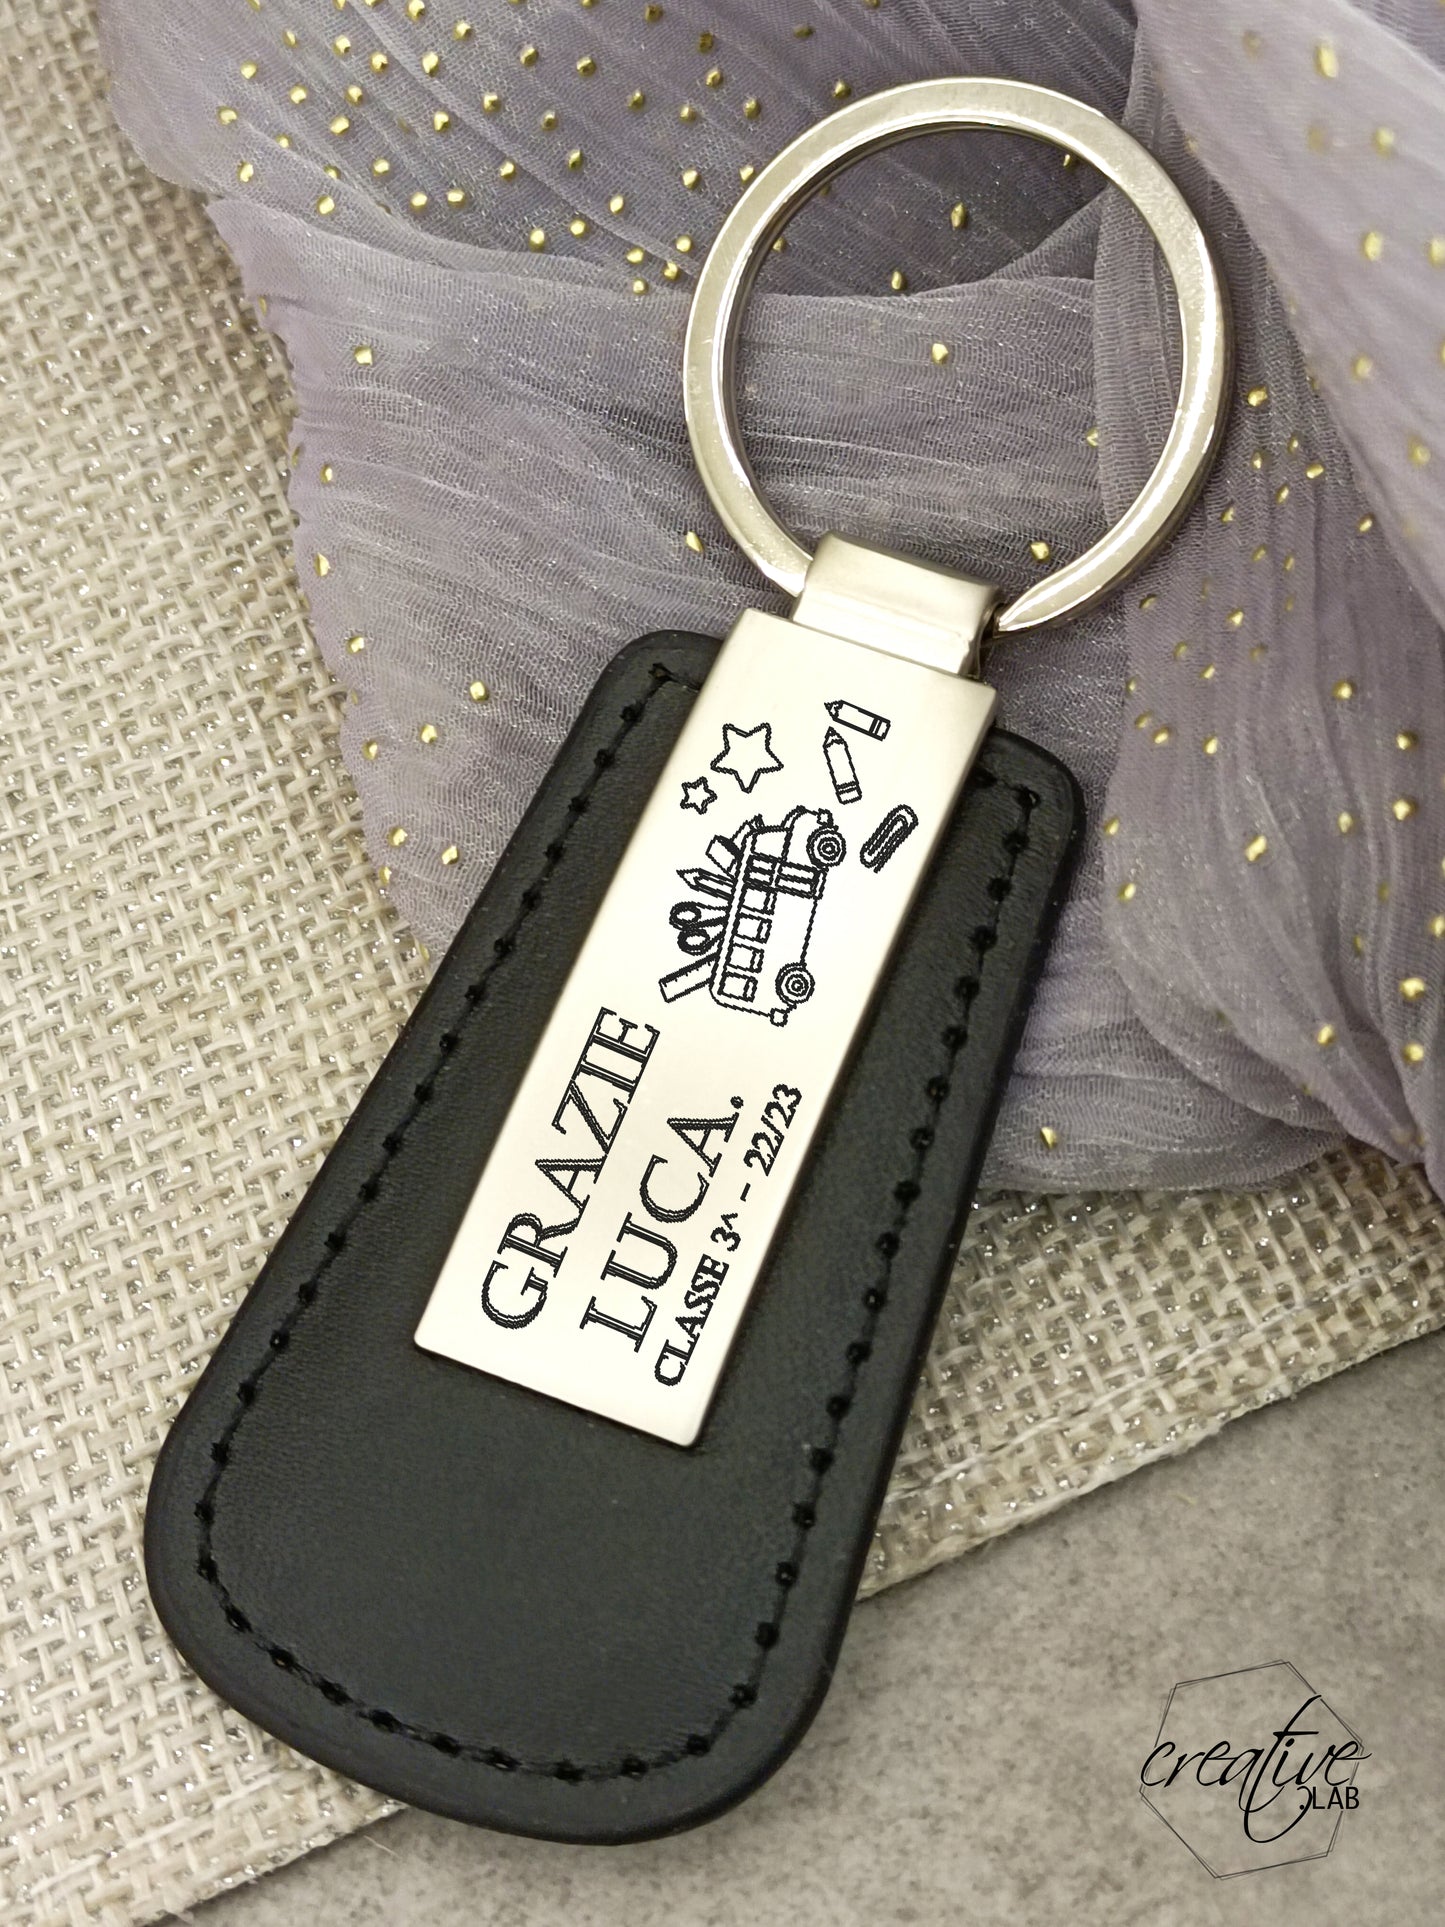 GRAZIE
LUCA.
CLASSE 3^ - 22/23
creative
.LAB